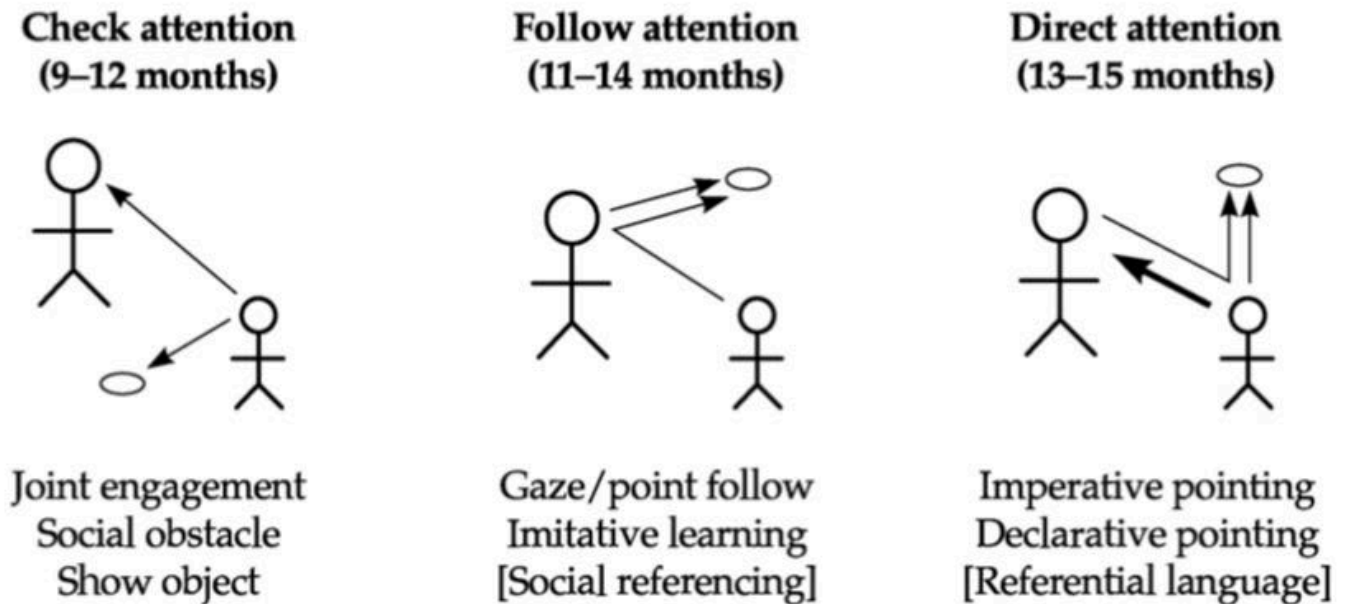 Check attention
(9–12 months)
Follow attention
(11–14 months)
Direct attention
(13–15 months)
Joint engagement
Social obstacle
Show object
Gaze/point follow
Imitative learning
[Social referencing]
Imperative pointing
Declarative pointing
[Referential language]